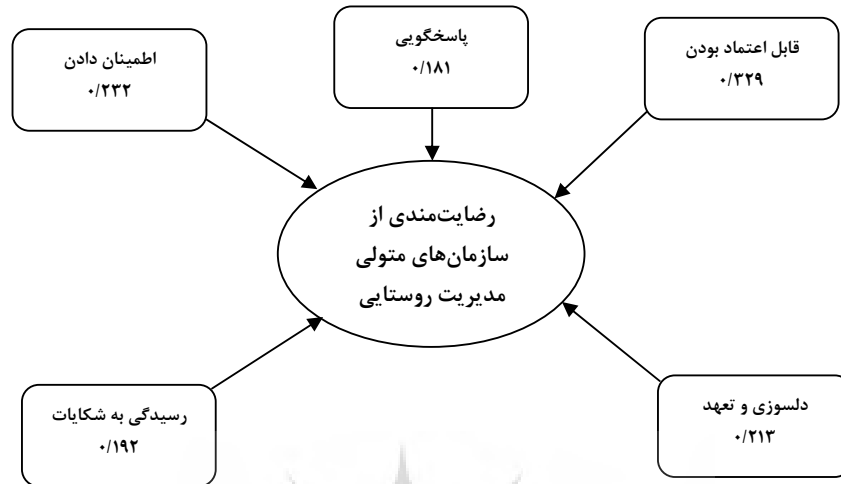 قابل اعتماد بودن
۰/۳۲۹
پاسخگویی
۰/۱۸۱
اطمینان دادن
۰/۲۳۲
رضایت‌مندی از
سازمان‌های متولی
مدیریت روستایی
دلسوزی و تعهد
۰/۲۱۳
رسیدگی به شکایات
۰/۱۹۲